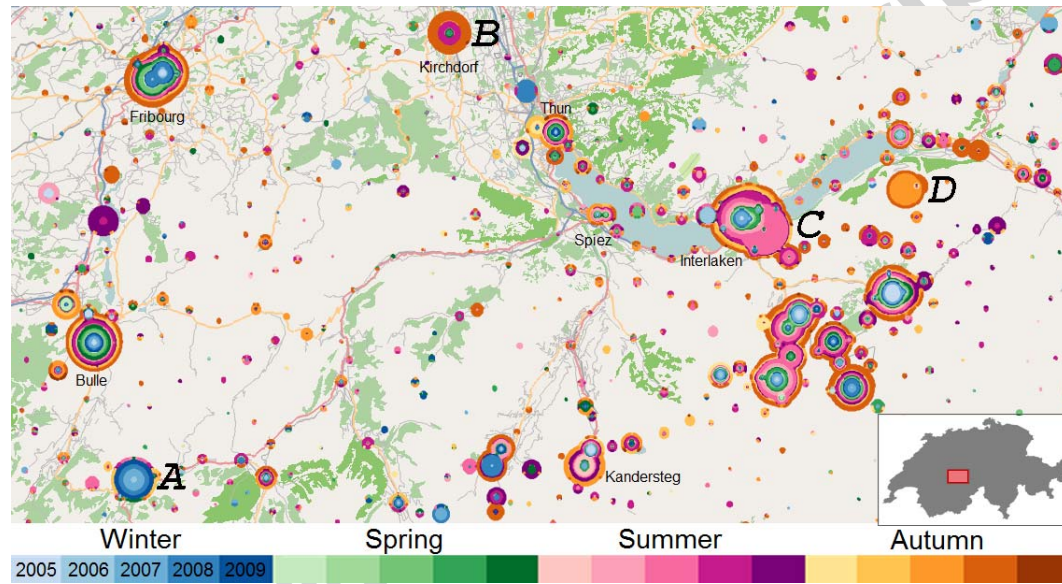 B
Kirchdorf
Fribourg
Thun
D
C
Spiez
Interlaken
Bulle
A
Kandersteg
Winter Spring Summer Autumn
2005 2006 2007 2008 2009